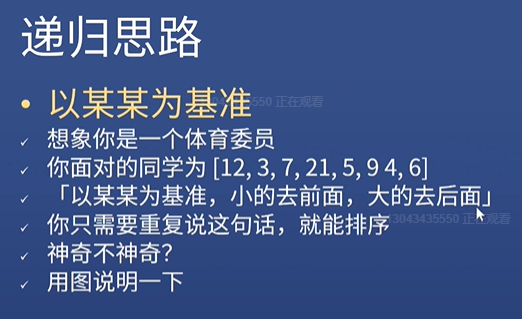 递归思路
• 以某某为基准
✓ 想象你是一个体育委员
✓ 你面对的同学为 [12, 3, 7, 21, 5, 9 4, 6]
✓ 「以某某为基准，小的去前面，大的去后面」
✓ 你只需要重复说这句话，就能排序
✓ 神奇不神奇？
✓ 用图说明一下
550 正在观看
13043435550 正在观看